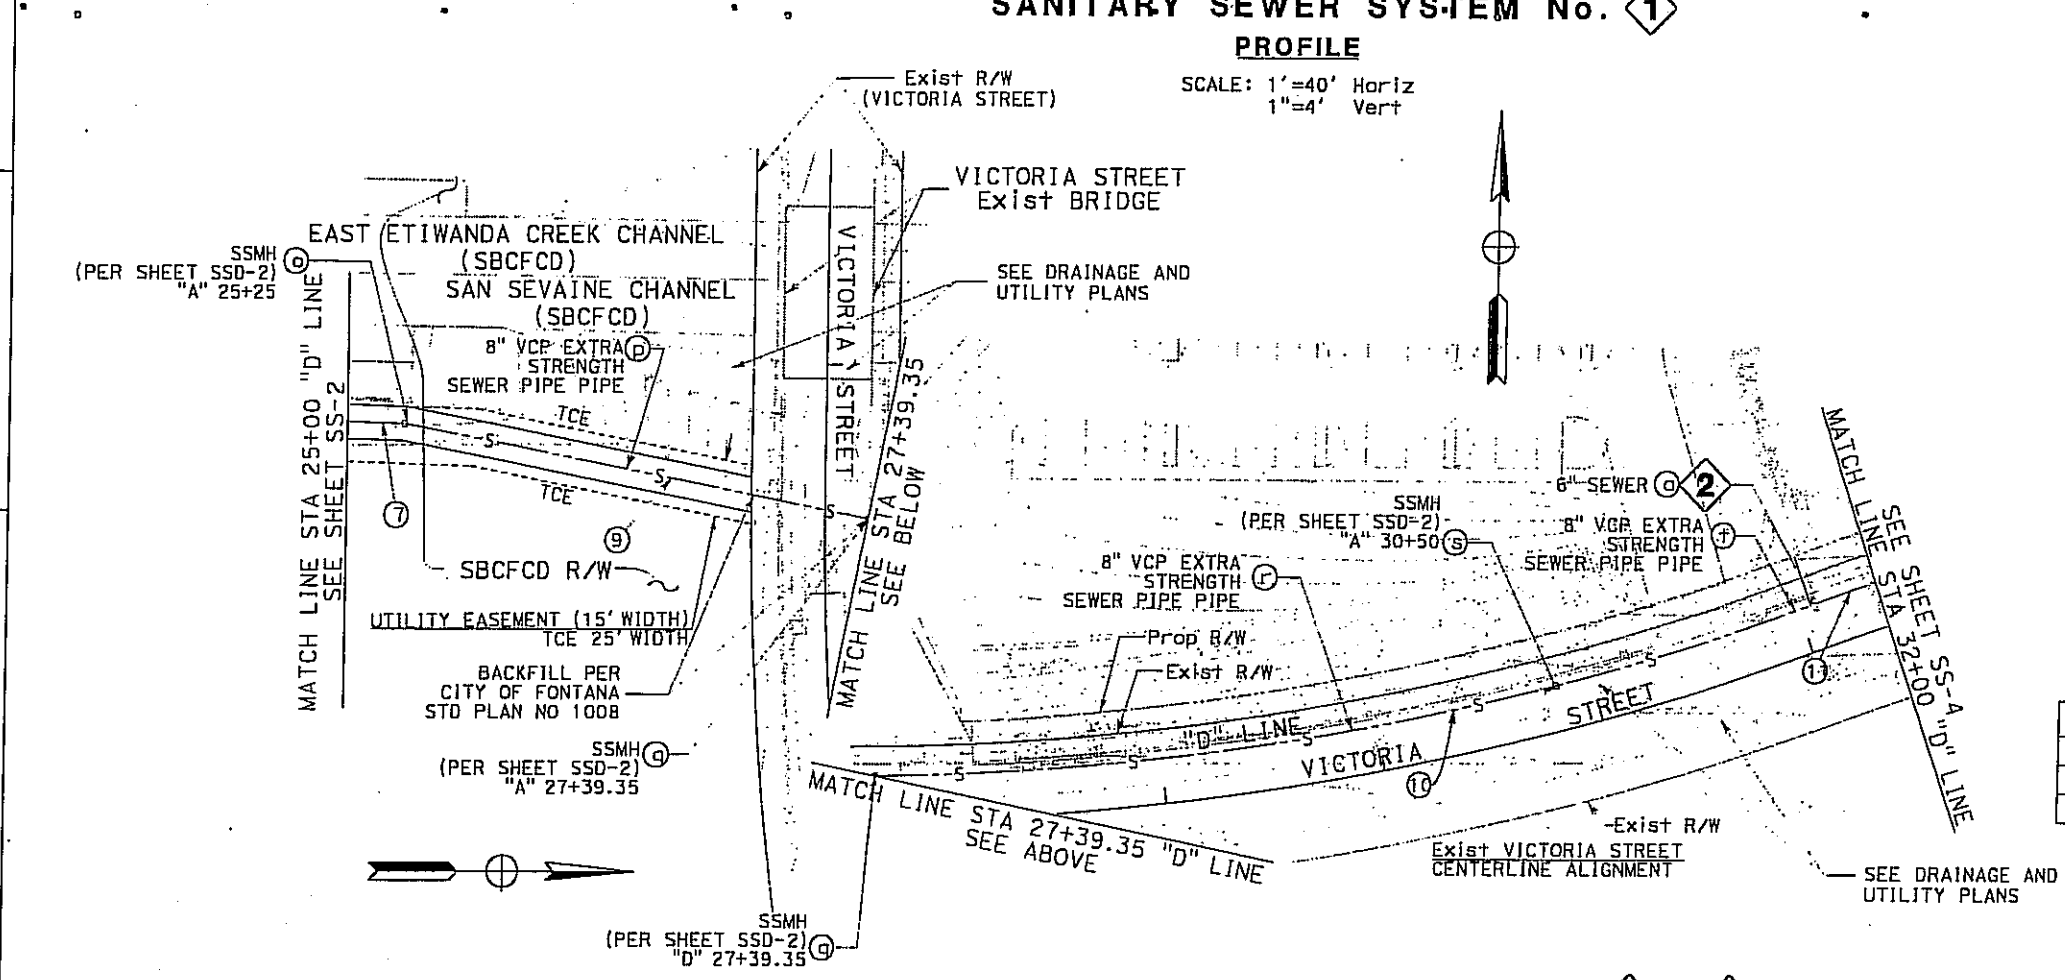 SANITARY SEWER SYSTEM No. 1
PROFILE
SCALE: 1'=40' Horiz
1"=4' Vert
Exist R/W
(VICTORIA STREET)
VICTORIA STREET
Exist BRIDGE
SEE DRAINAGE AND
UTILITY PLANS
EAST ETIWANDA CREEK CHANNEL
(SBCFCD)
SAN SEVAINE CHANNEL
(SBCFCD)
SSMH
(PER SHEET SSD-2)
"A" 25+25
o
8" VCP EXTRA
STRENGTH
SEWER PIPE PIPE
p
MATCH LINE STA 25+00 "D" LINE
SEE SHEET SS-2
TCE
S
S
TCE
S
7
9
SBCFCD R/W
UTILITY EASEMENT (15' WIDTH)
TCE 25' WIDTH
BACKFILL PER
CITY OF FONTANA
STD PLAN NO 1008
SSMH
(PER SHEET SSD-2)
"A" 27+39.35
q
VICTORIA STREET
MATCH LINE STA 27+39.35
SEE BELOW
SSMH
(PER SHEET SSD-2)
"D" 27+39.35
q
6" SEWER
a
2
SSMH
(PER SHEET SSD-2)
"A" 30+50
s
8" VCP EXTRA
STRENGTH
SEWER PIPE PIPE
t
8" VCP EXTRA
STRENGTH
SEWER PIPE PIPE
r
Prop R/W
Exist R/W
"D" LINE
S
S
S
S
S
VICTORIA STREET
10
11
MATCH LINE STA 32+00 "D" LINE
SEE SHEET SS-4
MATCH LINE STA 27+39.35 "D" LINE
SEE ABOVE
Exist R/W
Exist VICTORIA STREET
CENTERLINE ALIGNMENT
SEE DRAINAGE AND
UTILITY PLANS